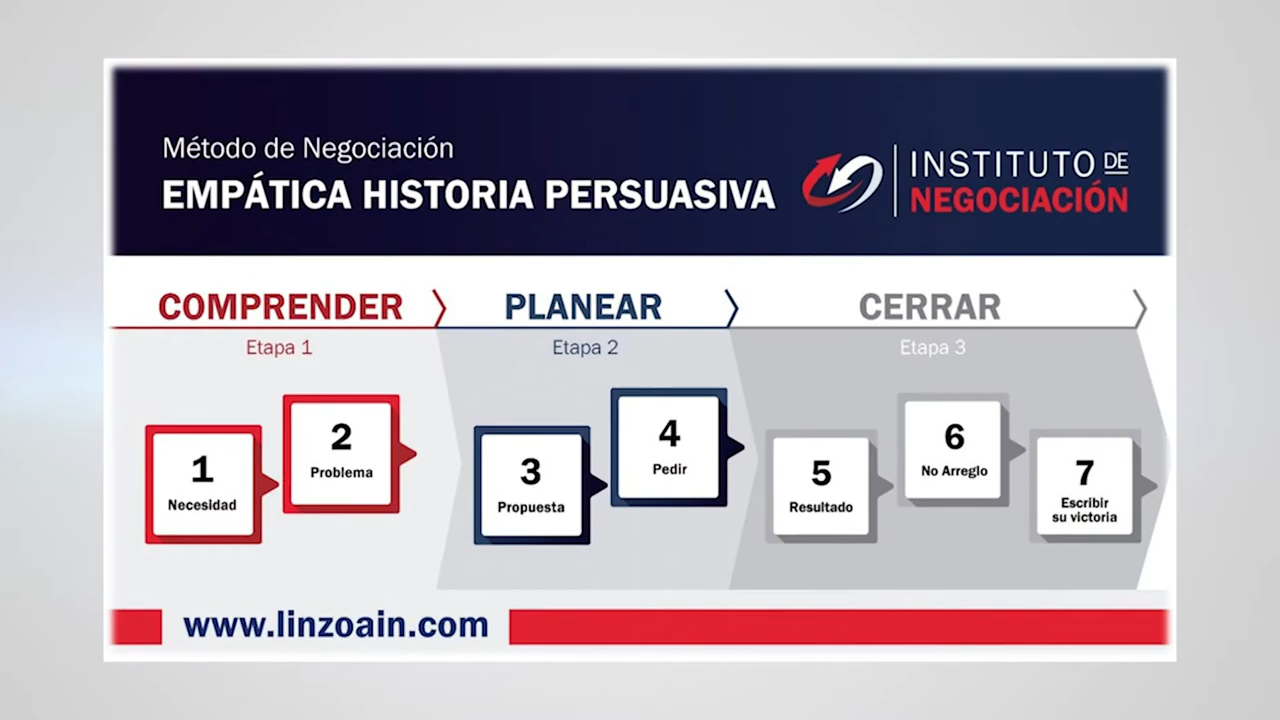 Método de Negociación
EMPÁTICA HISTORIA PERSUASIVA
INSTITUTO DE
NEGOCIACIÓN
COMPRENDER
Etapa 1
PLANEAR
Etapa 2
CERRAR
Etapa 3
1
Necesidad
2
Problema
3
Propuesta
4
Pedir
5
Resultado
6
No Arreglo
7
Escribir
su victoria
www.linzoain.com